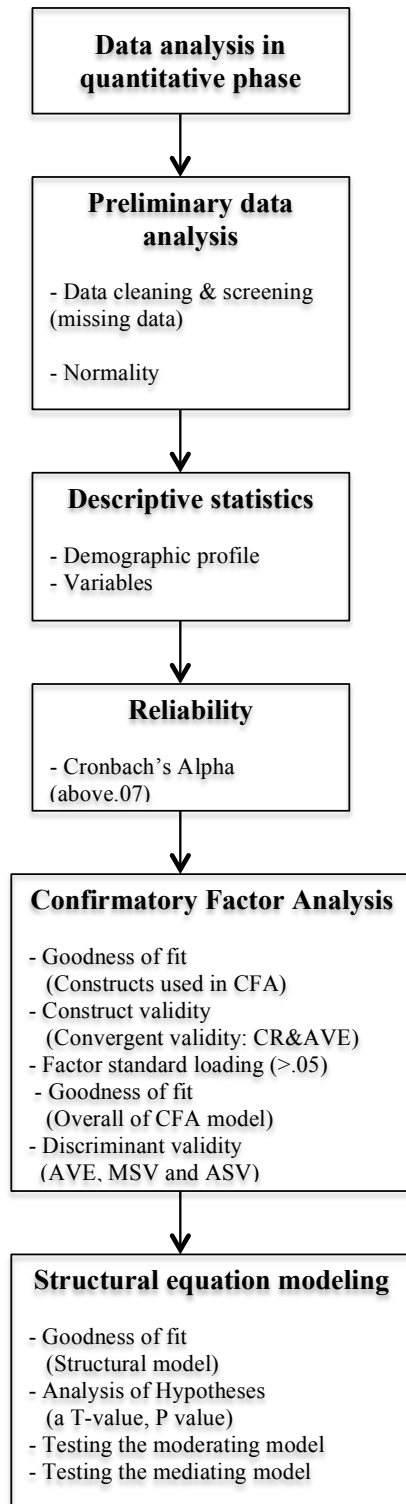 Data analysis in
quantitative phase
Preliminary data
analysis
- Data cleaning & screening
(missing data)
- Normality
Descriptive statistics
- Demographic profile
- Variables
Reliability
- Cronbach's Alpha
(above.07)
Confirmatory Factor Analysis
- Goodness of fit
(Constructs used in CFA)
- Construct validity
(Convergent validity: CR&AVE)
- Factor standard loading (>.05)
- Goodness of fit
(Overall of CFA model)
- Discriminant validity
(AVE, MSV and ASV)
Structural equation modeling
- Goodness of fit
(Structural model)
- Analysis of Hypotheses
(a T-value, P value)
- Testing the moderating model
- Testing the mediating model